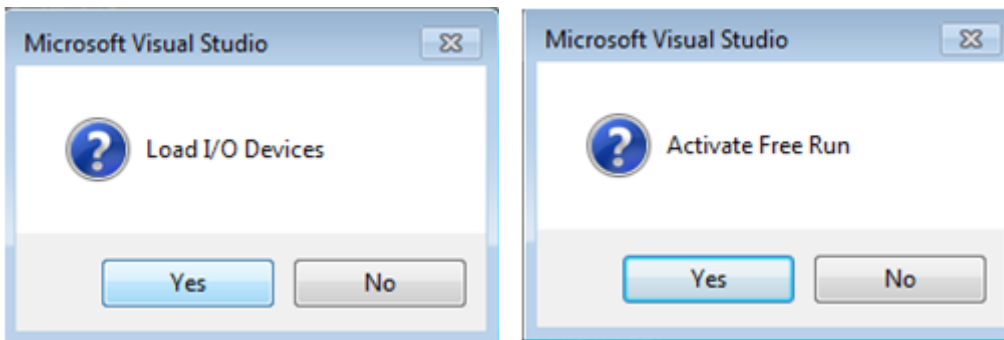 Microsoft Visual Studio
Load I/O Devices
Yes No
Microsoft Visual Studio
Activate Free Run
Yes No